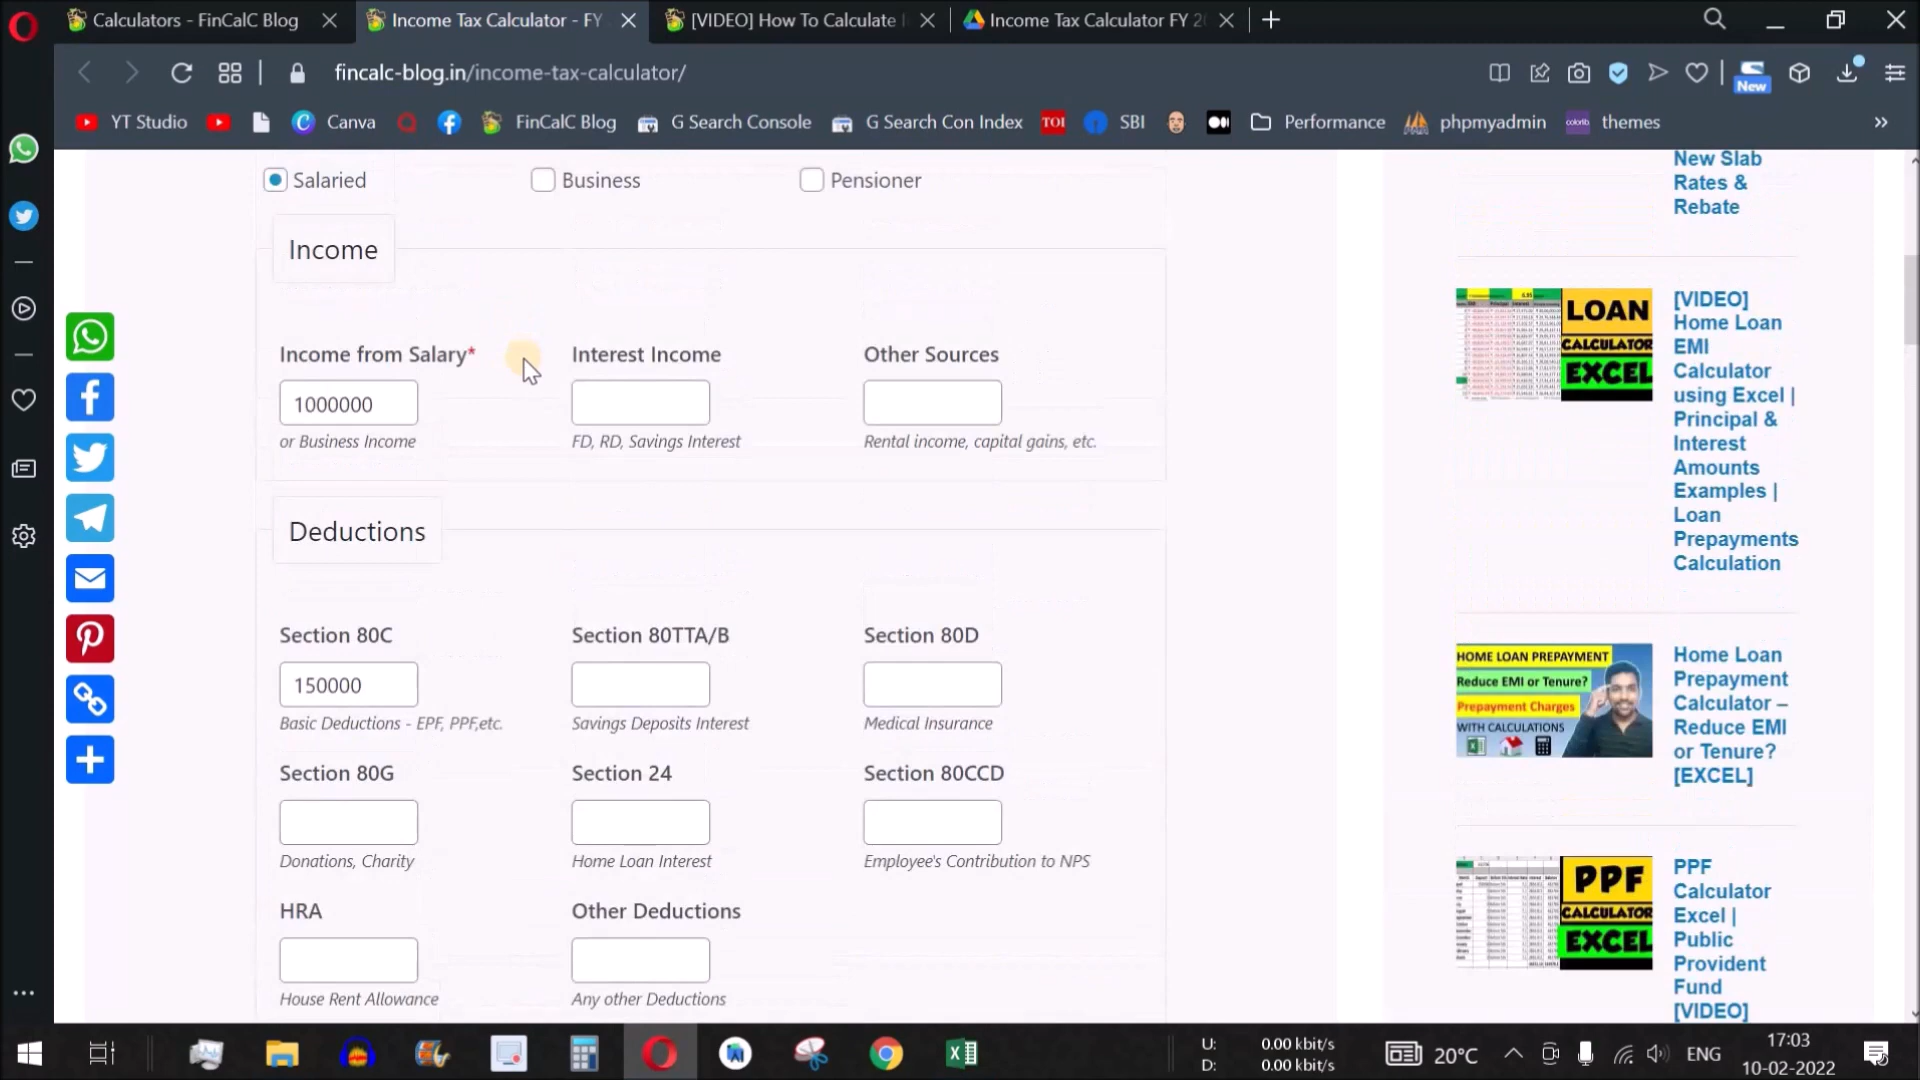 Calculators - FinCalC Blog
Income Tax Calculator - FY
[VIDEO] How To Calculate I
Income Tax Calculator FY 20
fincalc-blog.in/income-tax-calculator/
New
YT Studio
Canva
FinCalC Blog
G Search Console
G Search Con Index
TOI
SBI
Performance
phpmyadmin
themes
Salaried
Business
Pensioner
Income
Income from Salary*
Interest Income
Other Sources
1000000
or Business Income
FD, RD, Savings Interest
Rental income, capital gains, etc.
Deductions
Section 80C
Section 80TTA/B
Section 80D
150000
Basic Deductions - EPF, PPF,etc.
Savings Deposits Interest
Medical Insurance
Section 80G
Section 24
Section 80CCD
Donations, Charity
Home Loan Interest
Employee's Contribution to NPS
HRA
Other Deductions
House Rent Allowance
Any other Deductions
New Slab
Rates &
Rebate
LOAN
CALCULATOR
EXCEL
[VIDEO]
Home Loan
EMI
Calculator
using Excel |
Principal &
Interest
Amounts
Examples |
Loan
Prepayments
Calculation
HOME LOAN PREPAYMENT
Reduce EMI or Tenure?
Prepayment Charges
WITH CALCULATIONS
Home Loan
Prepayment
Calculator –
Reduce EMI
or Tenure?
[EXCEL]
PPF
CALCULATOR
EXCEL
PPF
Calculator
Excel |
Public
Provident
Fund
[VIDEO]
U: 0.00 kbit/s
D: 0.00 kbit/s
20°C
ENG
17:03
10-02-2022